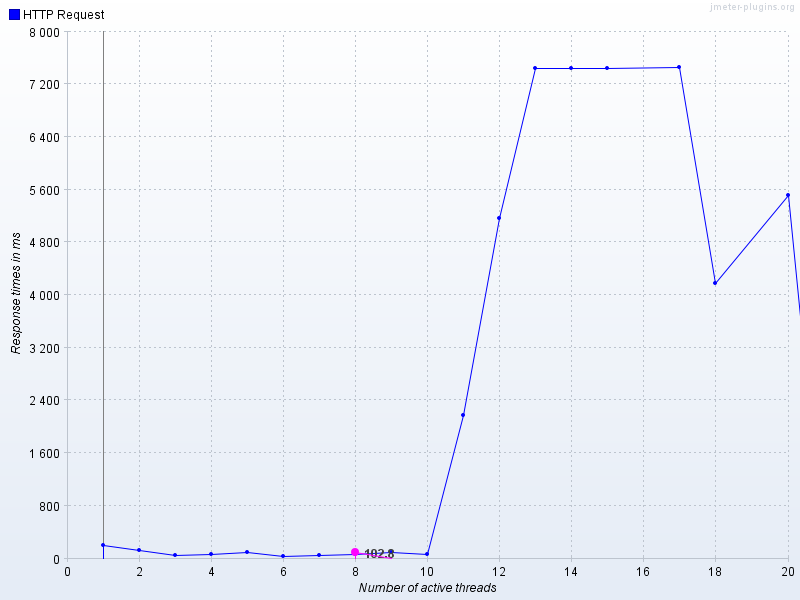 jmeter-plugins.org
HTTP Request
8 000
7 200
6 400
5 600
4 800
4 000
3 200
2 400
1 600
800
0
Response times in ms
102.8
0 2 4 6 8 10 12 14 16 18 20
Number of active threads